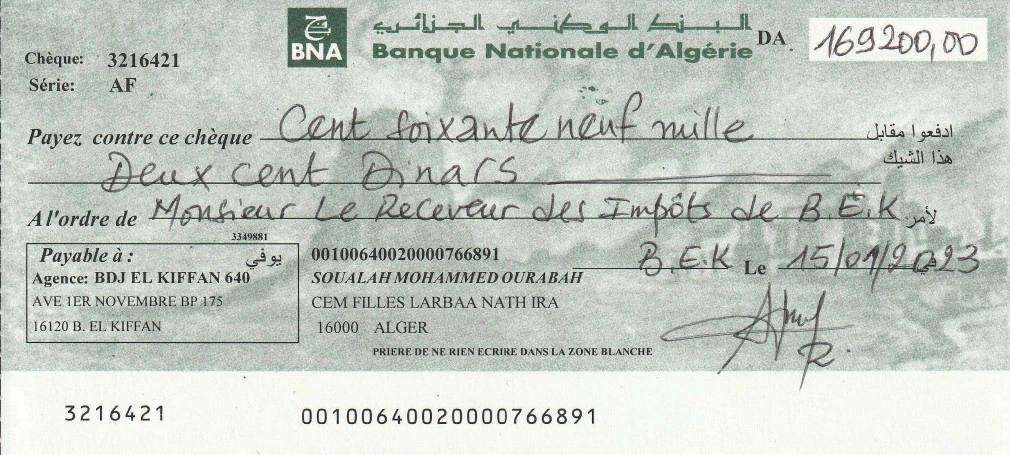 BNA
البنك الوطني الجزائري
Banque Nationale d'Algérie
DA 169200,00
Chèque: 3216421
Série: AF
Payez contre ce chèque Cent soixante neuf mille ادفعوا مقابل
هذا الشيك
Deux cent Dinars
A l'ordre de Monsieur Le Receveur des Impôts de B.E.K لأمر
3349881
Payable à : يوفي
Agence: BDJ EL KIFFAN 640
AVE 1ER NOVEMBRE BP 175
16120 B. EL KIFFAN
00100640020000766891
B.E.K Le 15/01/2023 في
SOUALAH MOHAMMED OURABAH
CEM FILLES LARBAA NATH IRA
16000 ALGER
PRIERE DE NE RIEN ECRIRE DANS LA ZONE BLANCHE
3216421 00100640020000766891